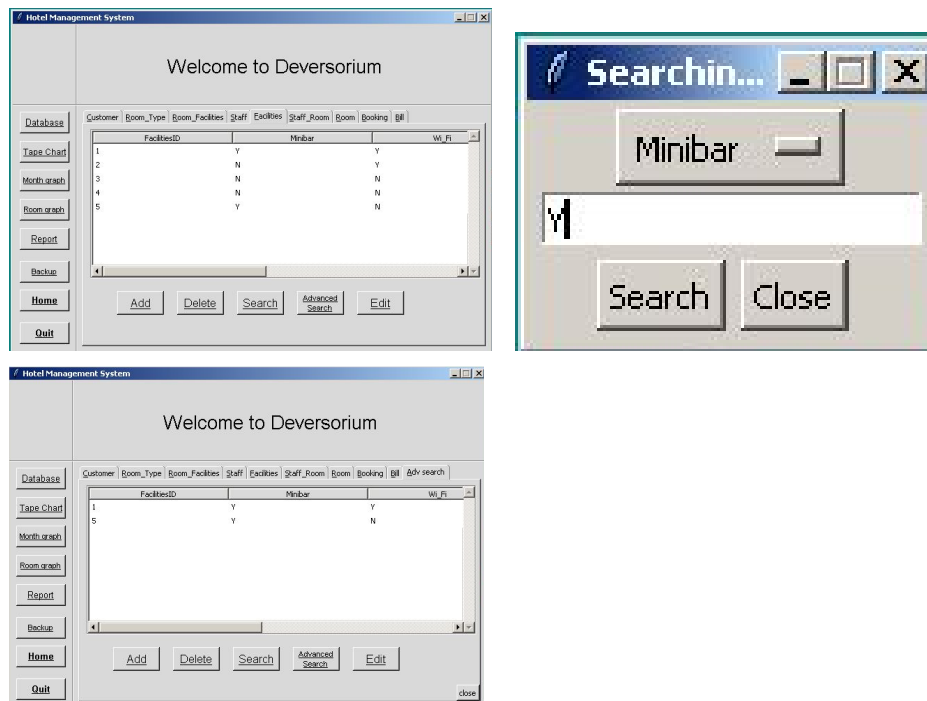 Hotel Management System
Welcome to Deversorium
Database
Tape Chart
Month graph
Room graph
Report
Backup
Home
Quit
Customer Room_Type Room_Facilities Staff Facilities Staff_Room Room Booking Bill
FacilitiesID Minibar Wi_Fi
1 Y Y
2 N Y
3 N N
4 N N
5 Y N
Add Delete Search Advanced Search Edit
Searchin...
Minibar
Y
Search Close
Hotel Management System
Welcome to Deversorium
Database
Tape Chart
Month graph
Room graph
Report
Backup
Home
Quit
Customer Room_Type Room_Facilities Staff Facilities Staff_Room Room Booking Bill Adv search
FacilitiesID Minibar Wi_Fi
1 Y Y
5 Y N
Add Delete Search Advanced Search Edit
close